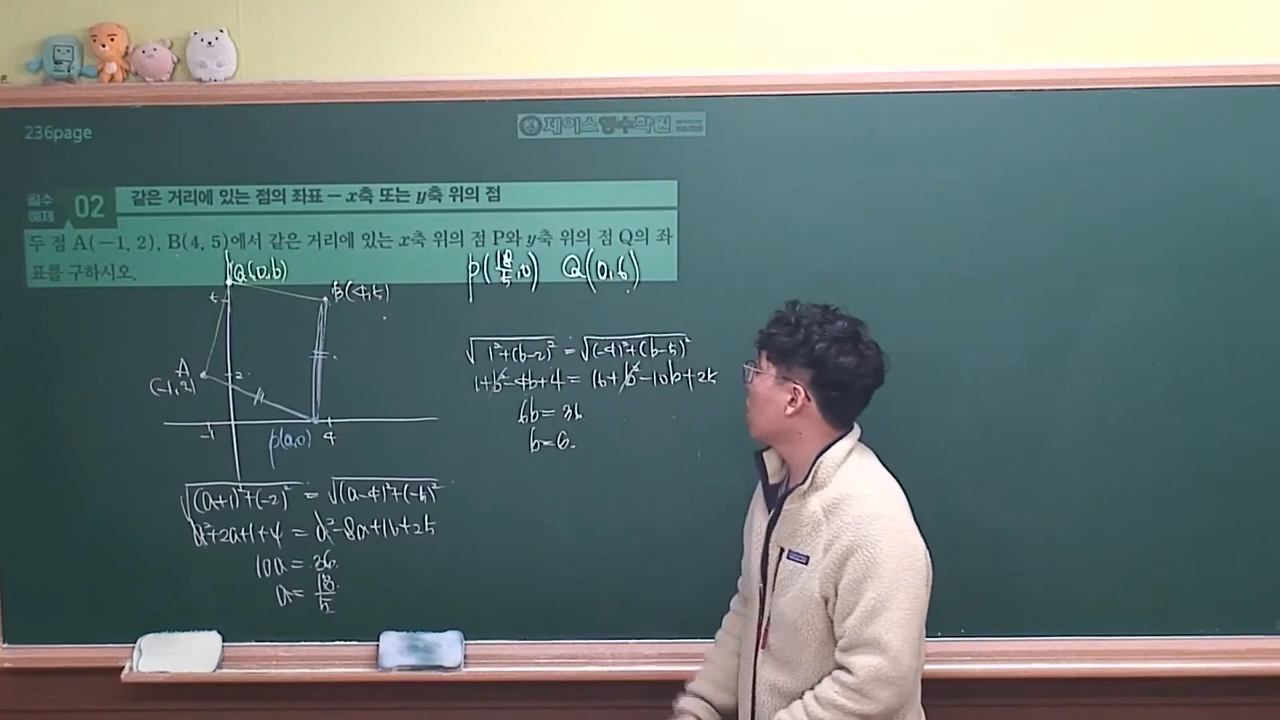 236page
제이스영수학원
필수 예제 02 같은 거리에 있는 점의 좌표 – x축 또는 y축 위의 점
두 점 A(−1, 2), B(4, 5)에서 같은 거리에 있는 x축 위의 점 P와 y축 위의 점 Q의 좌
표를 구하시오.
P(18/5, 0) Q(0, 6)
Q(0, b)
B(4, 5)
5
A
(-1, 2)
2
-1
P(a, 0)
4
√((a+1)²+(-2)²) = √((a-4)²+(-5)²)
a²+2a+1+4 = a²-8a+16+25
10a = 36.
a = 18/5
√(1²+(b-2)²) = √((-4)²+(b-5)²)
1+b²-4b+4 = 16+b²-10b+25
6b = 36
b=6.